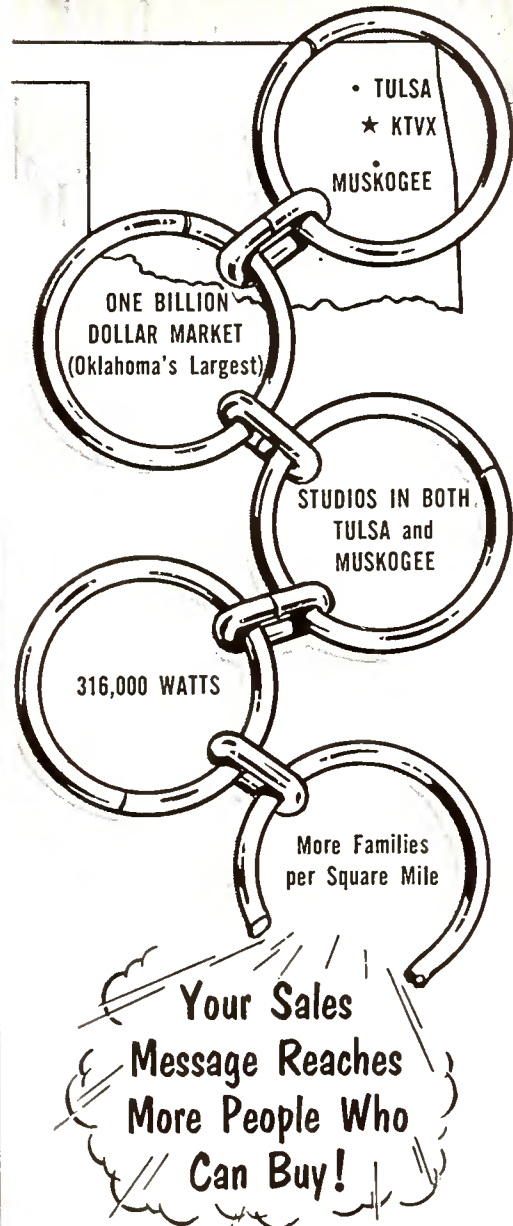 • TULSA
★ KTVX
• MUSKOGEE
ONE BILLION
DOLLAR MARKET
(Oklahoma's Largest)
STUDIOS IN BOTH
TULSA and
MUSKOGEE
316,000 WATTS
More Families
per Square Mile
Your Sales
Message Reaches
More People Who
Can Buy!